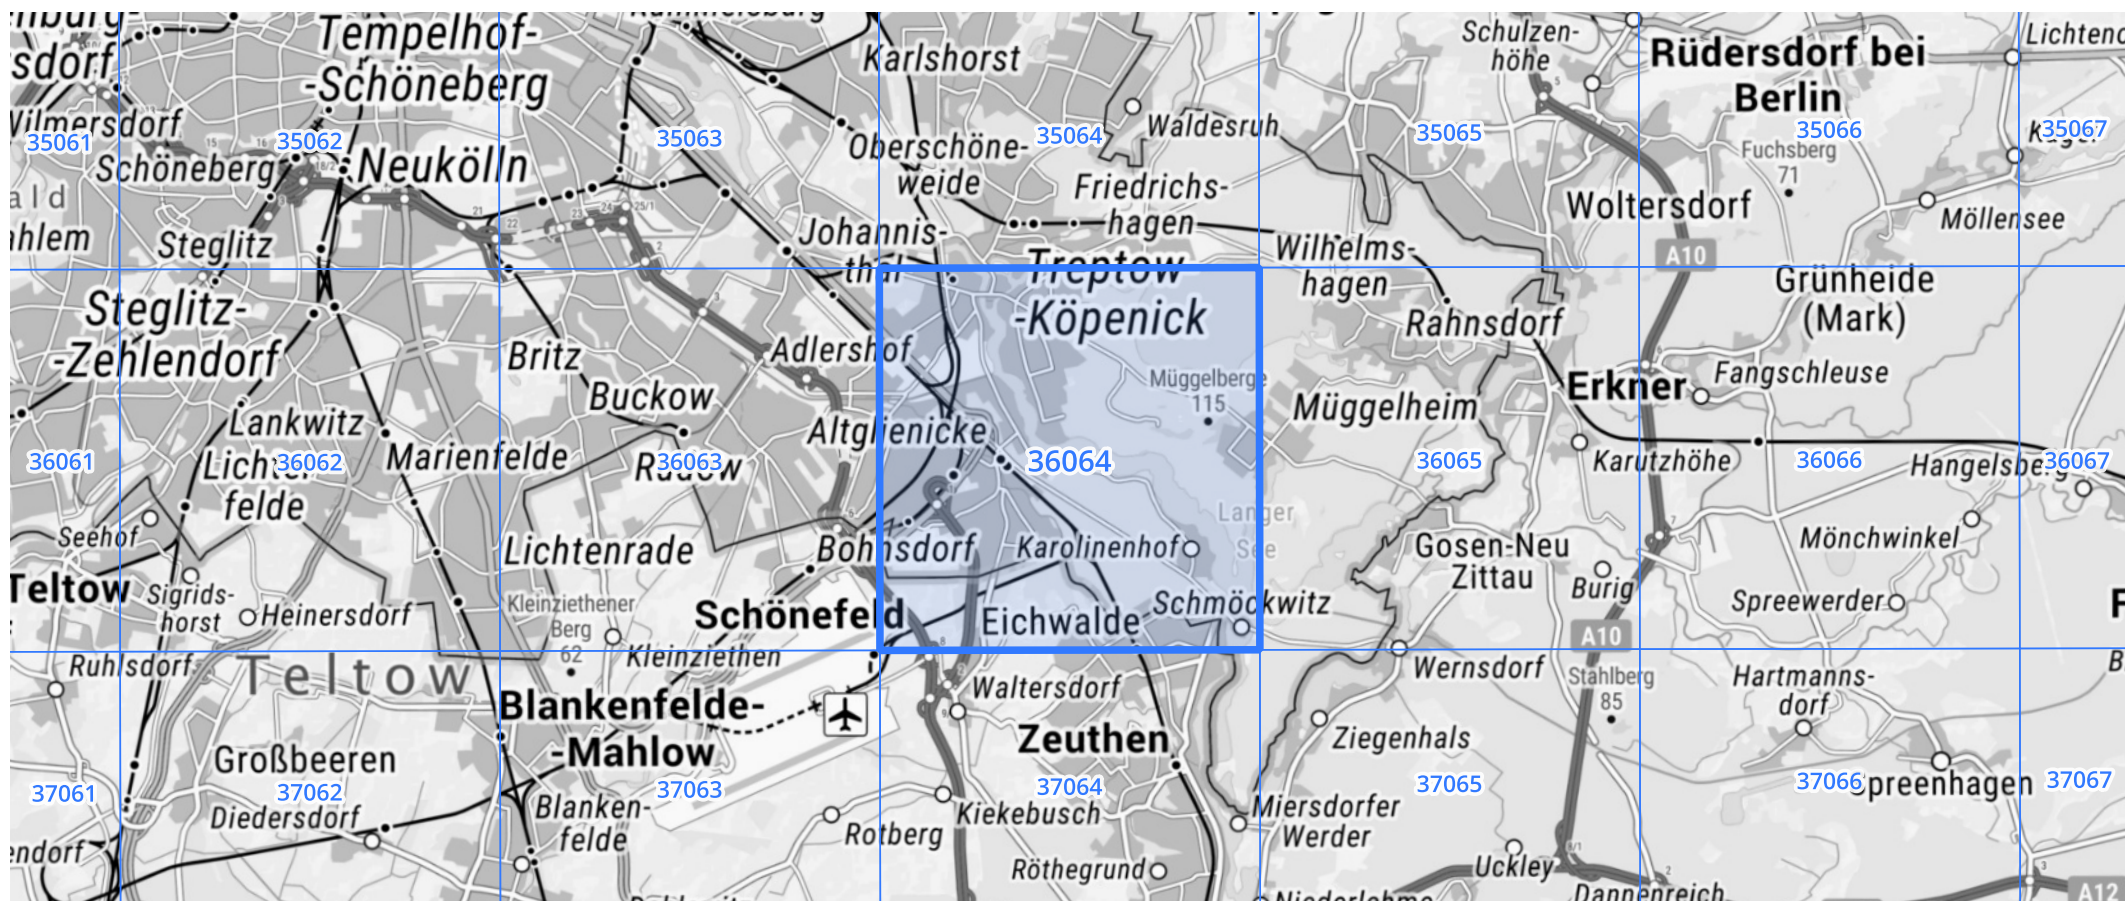 Tempelhof-
-Schöneberg
sdorf
Karlshorst
Schulzen-
höhe
Rüdersdorf bei
Berlin
Wilmersdorf
35061
35062
35063
35064
Waldesruh
35065
35066
35067
Oberschöne-
weide
Fuchsberg
71
Schöneberg
Neukölln
Friedrichs-
hagen
Woltersdorf
Möllensee
Steglitz
Johannis-
thal
Wilhelms-
hagen
A10
Treptow
-Köpenick
Grünheide
(Mark)
Steglitz-
-Zehlendorf
Britz
Adlershof
Rahnsdorf
Buckow
Müggelberge
115
Müggelheim
Erkner
Fangschleuse
Lankwitz
Marienfelde
Altglienicke
Lichter
felde
36061
36062
Rudow
36063
36064
36065
Karutzhöhe
36066
Hangelsberg
36067
Seehof
Lichtenrade
Bohnsdorf
Karolinenhof
Langer
See
Gosen-Neu
Zittau
Mönchwinkel
Teltow
Sigrids-
horst
Heinersdorf
Kleinziethener
Berg
62
Schönefeld
Eichwalde
Schmöckwitz
Burig
Spreewerder
A10
Ruhlsdorf
Teltow
Kleinziethen
Waltersdorf
Wernsdorf
Stahlberg
85
Hartmanns-
dorf
Blankenfelde-
-Mahlow
Zeuthen
Ziegenhals
Großbeeren
37061
37062
37063
37064
37065
37066
Spreenhagen
37067
Diedersdorf
Blanken-
felde
Rotberg
Kiekebusch
Miersdorfer
Werder
Röthegrund
Uckley
Dannenreich
Niederlehme
A12